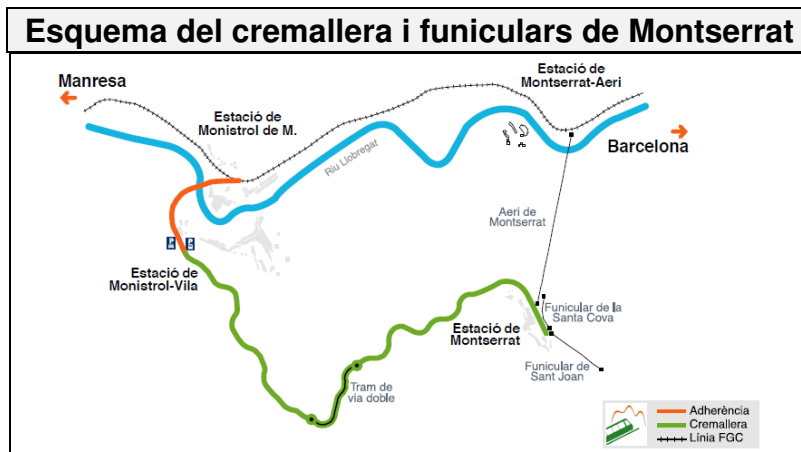 Esquema del cremallera i funiculars de Montserrat
Manresa
Estació de
Monistrol de M.
Estació de
Montserrat-Aeri
Barcelona
Riu Llobregat
Aeri de
Montserrat
Estació de
Monistrol-Vila
Estació de
Montserrat
Funicular de la
Santa Cova
Funicular de
Sant Joan
Tram de
via doble
Adherència
Cremallera
Línia FGC